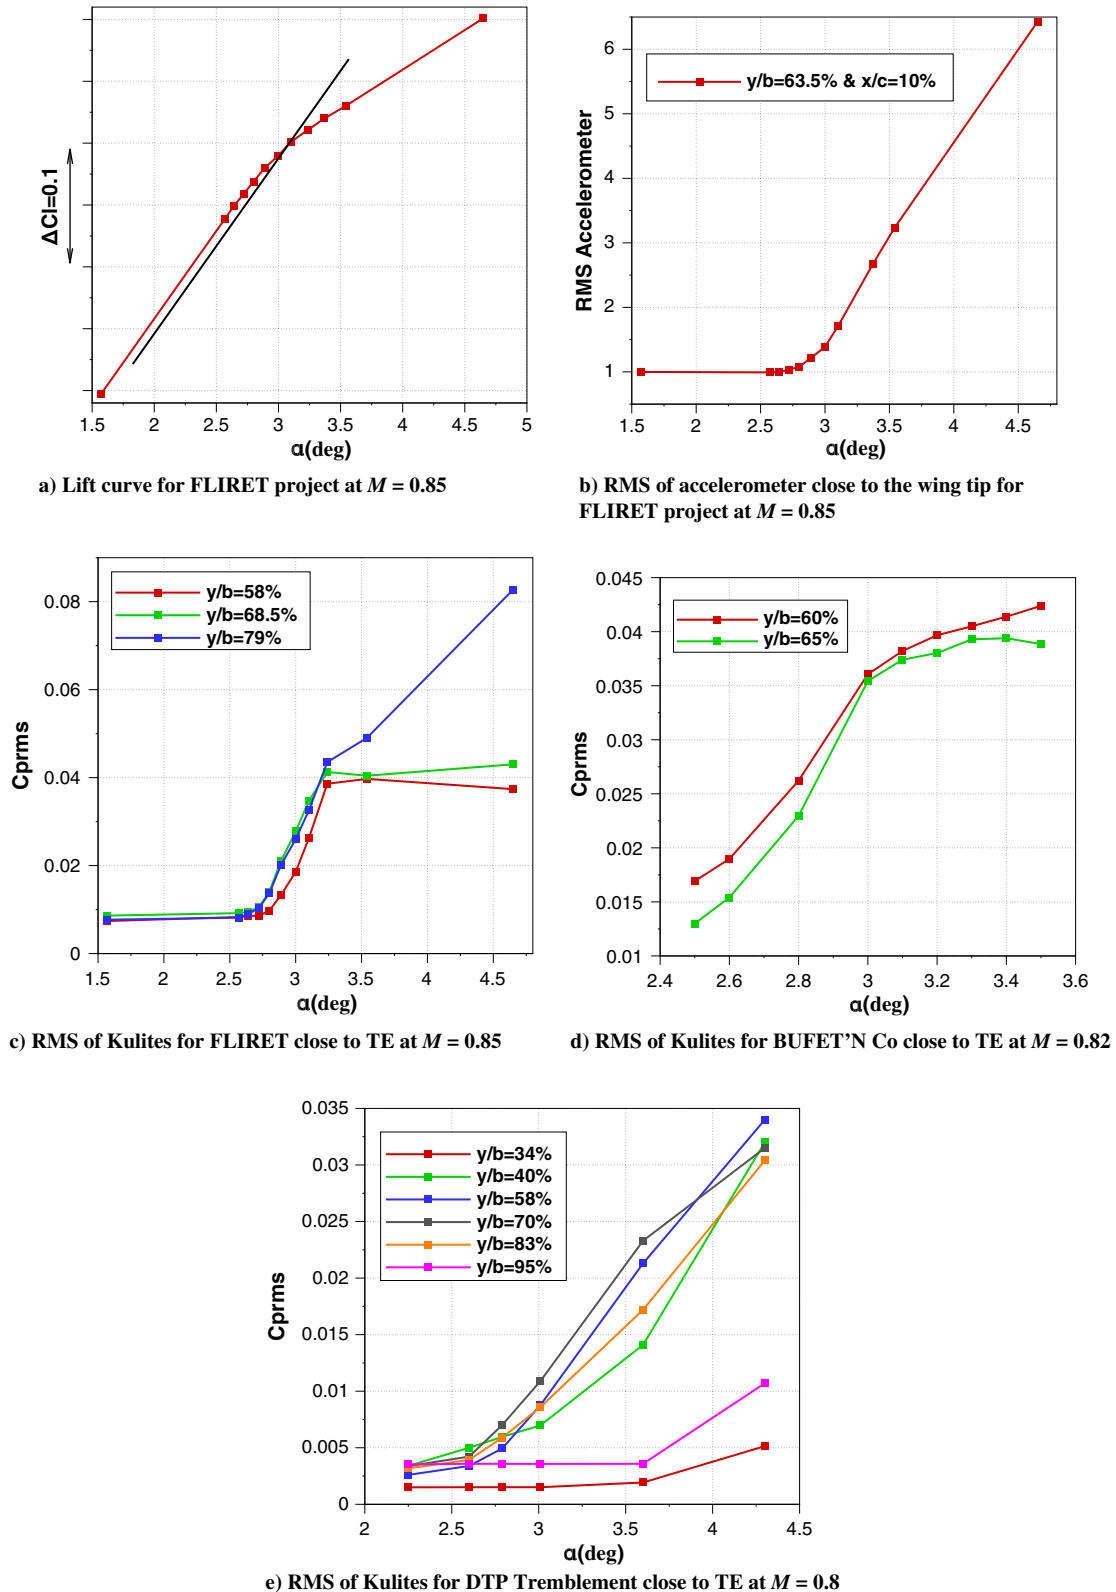 ΔCl=0.1
1.5 2 2.5 3 3.5 4 4.5 5
α(deg)
a) Lift curve for FLIRET project at M = 0.85
y/b=63.5% & x/c=10%
RMS Accelerometer
6
5
4
3
2
1
1.5 2 2.5 3 3.5 4 4.5
α(deg)
b) RMS of accelerometer close to the wing tip for
FLIRET project at M = 0.85
y/b=58%
y/b=68.5%
y/b=79%
Cprms
0.08
0.06
0.04
0.02
0
1.5 2 2.5 3 3.5 4 4.5
α(deg)
c) RMS of Kulites for FLIRET close to TE at M = 0.85
y/b=60%
y/b=65%
Cprms
0.045
0.04
0.035
0.03
0.025
0.02
0.015
0.01
2.4 2.6 2.8 3 3.2 3.4 3.6
α(deg)
d) RMS of Kulites for BUFET'N Co close to TE at M = 0.82
y/b=34%
y/b=40%
y/b=58%
y/b=70%
y/b=83%
y/b=95%
Cprms
0.035
0.03
0.025
0.02
0.015
0.01
0.005
0
2 2.5 3 3.5 4 4.5
α(deg)
e) RMS of Kulites for DTP Tremblement close to TE at M = 0.8